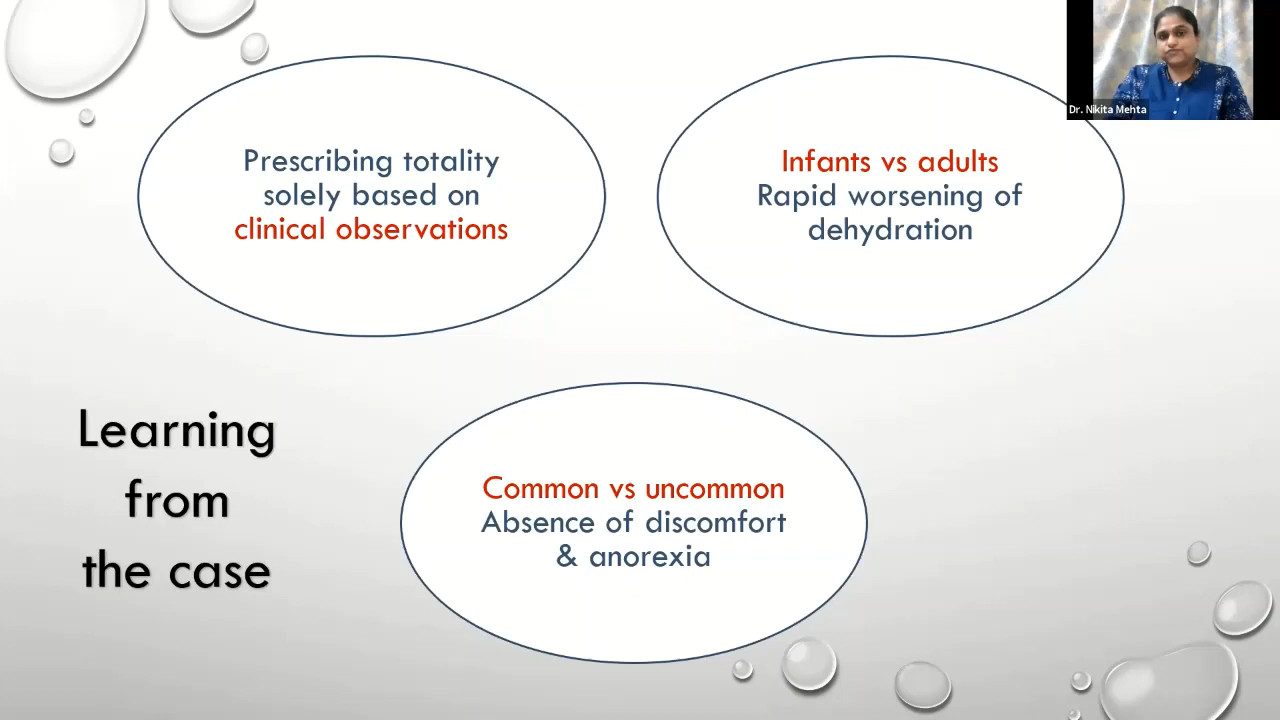 Prescribing totality
solely based on
clinical observations
Infants vs adults
Rapid worsening of
dehydration
Dr. Nikita Mehta
Learning
from
the case
Common vs uncommon
Absence of discomfort
& anorexia